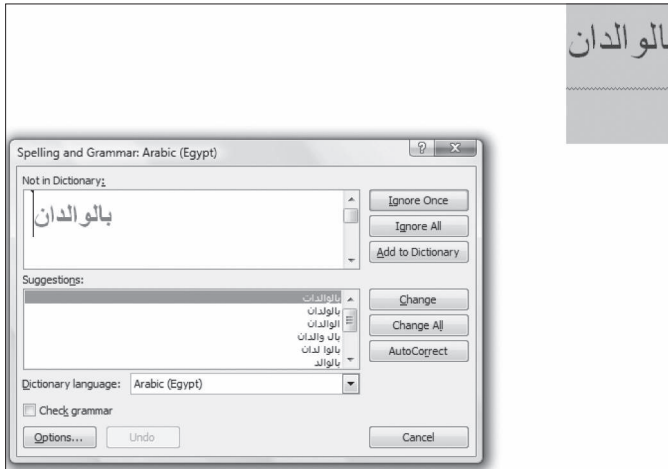 بالوالدان
Spelling and Grammar: Arabic (Egypt)
Not in Dictionary:
بالوالدان
Ignore Once
Ignore All
Add to Dictionary
Suggestions:
بالوالدات
بالولدان
الوالدان
بال والدان
بالوا لدان
بالوالد
Change
Change All
AutoCorrect
Dictionary language: Arabic (Egypt)
Check grammar
Options...
Undo
Cancel